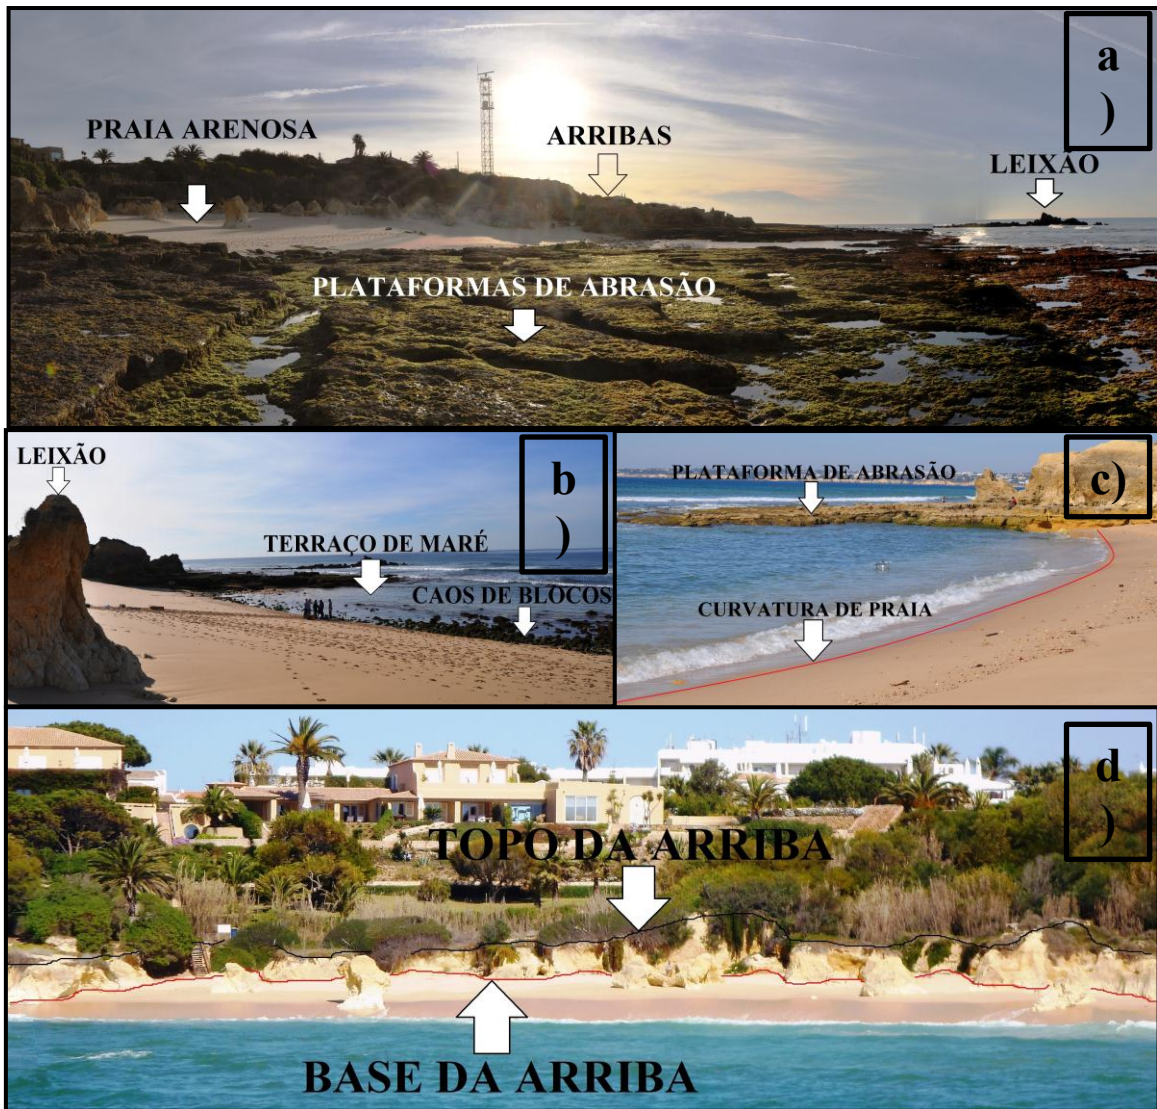 a
)
PRAIA ARENOSA
ARRIBAS
LEIXÃO
PLATAFORMAS DE ABRASÃO
LEIXÃO
b
)
TERRAÇO DE MARÉ
CAOS DE BLOCOS
PLATAFORMA DE ABRASÃO
c)
CURVATURA DE PRAIA
d
)
TOPO DA ARRIBA
BASE DA ARRIBA